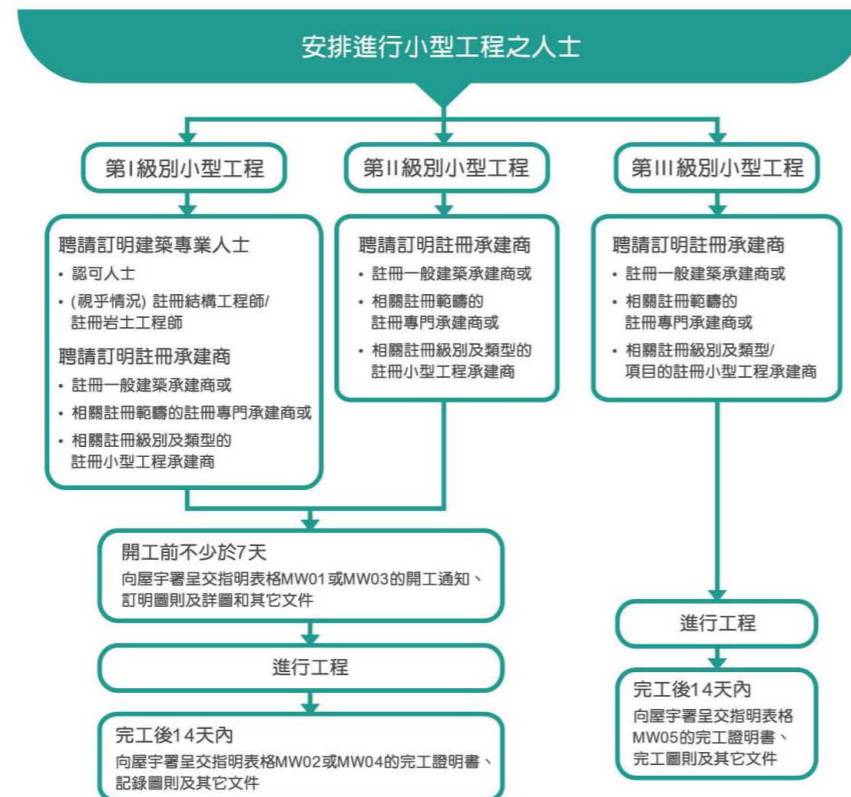 安排進行小型工程之人士
第I級別小型工程
第II級別小型工程
第III級別小型工程
聘請訂明建築專業人士
• 認可人士
• (視乎情況) 註冊結構工程師/
註冊岩土工程師
聘請訂明註冊承建商
• 註冊一般建築承建商或
• 相關註冊範疇的註冊專門承建商或
• 相關註冊級別及類型的
註冊小型工程承建商
聘請訂明註冊承建商
• 註冊一般建築承建商或
• 相關註冊範疇的
註冊專門承建商或
• 相關註冊級別及類型的
註冊小型工程承建商
聘請訂明註冊承建商
• 註冊一般建築承建商或
• 相關註冊範疇的
註冊專門承建商或
• 相關註冊級別及類型/
項目的註冊小型工程承建商
開工前不少於7天
向屋宇署呈交指明表格MW01或MW03的開工通知、
訂明圖則及詳圖和其它文件
進行工程
完工後14天內
向屋宇署呈交指明表格MW02或MW04的完工證明書、
記錄圖則及其它文件
進行工程
完工後14天內
向屋宇署呈交指明表格
MW05的完工證明書、
完工圖則及其它文件